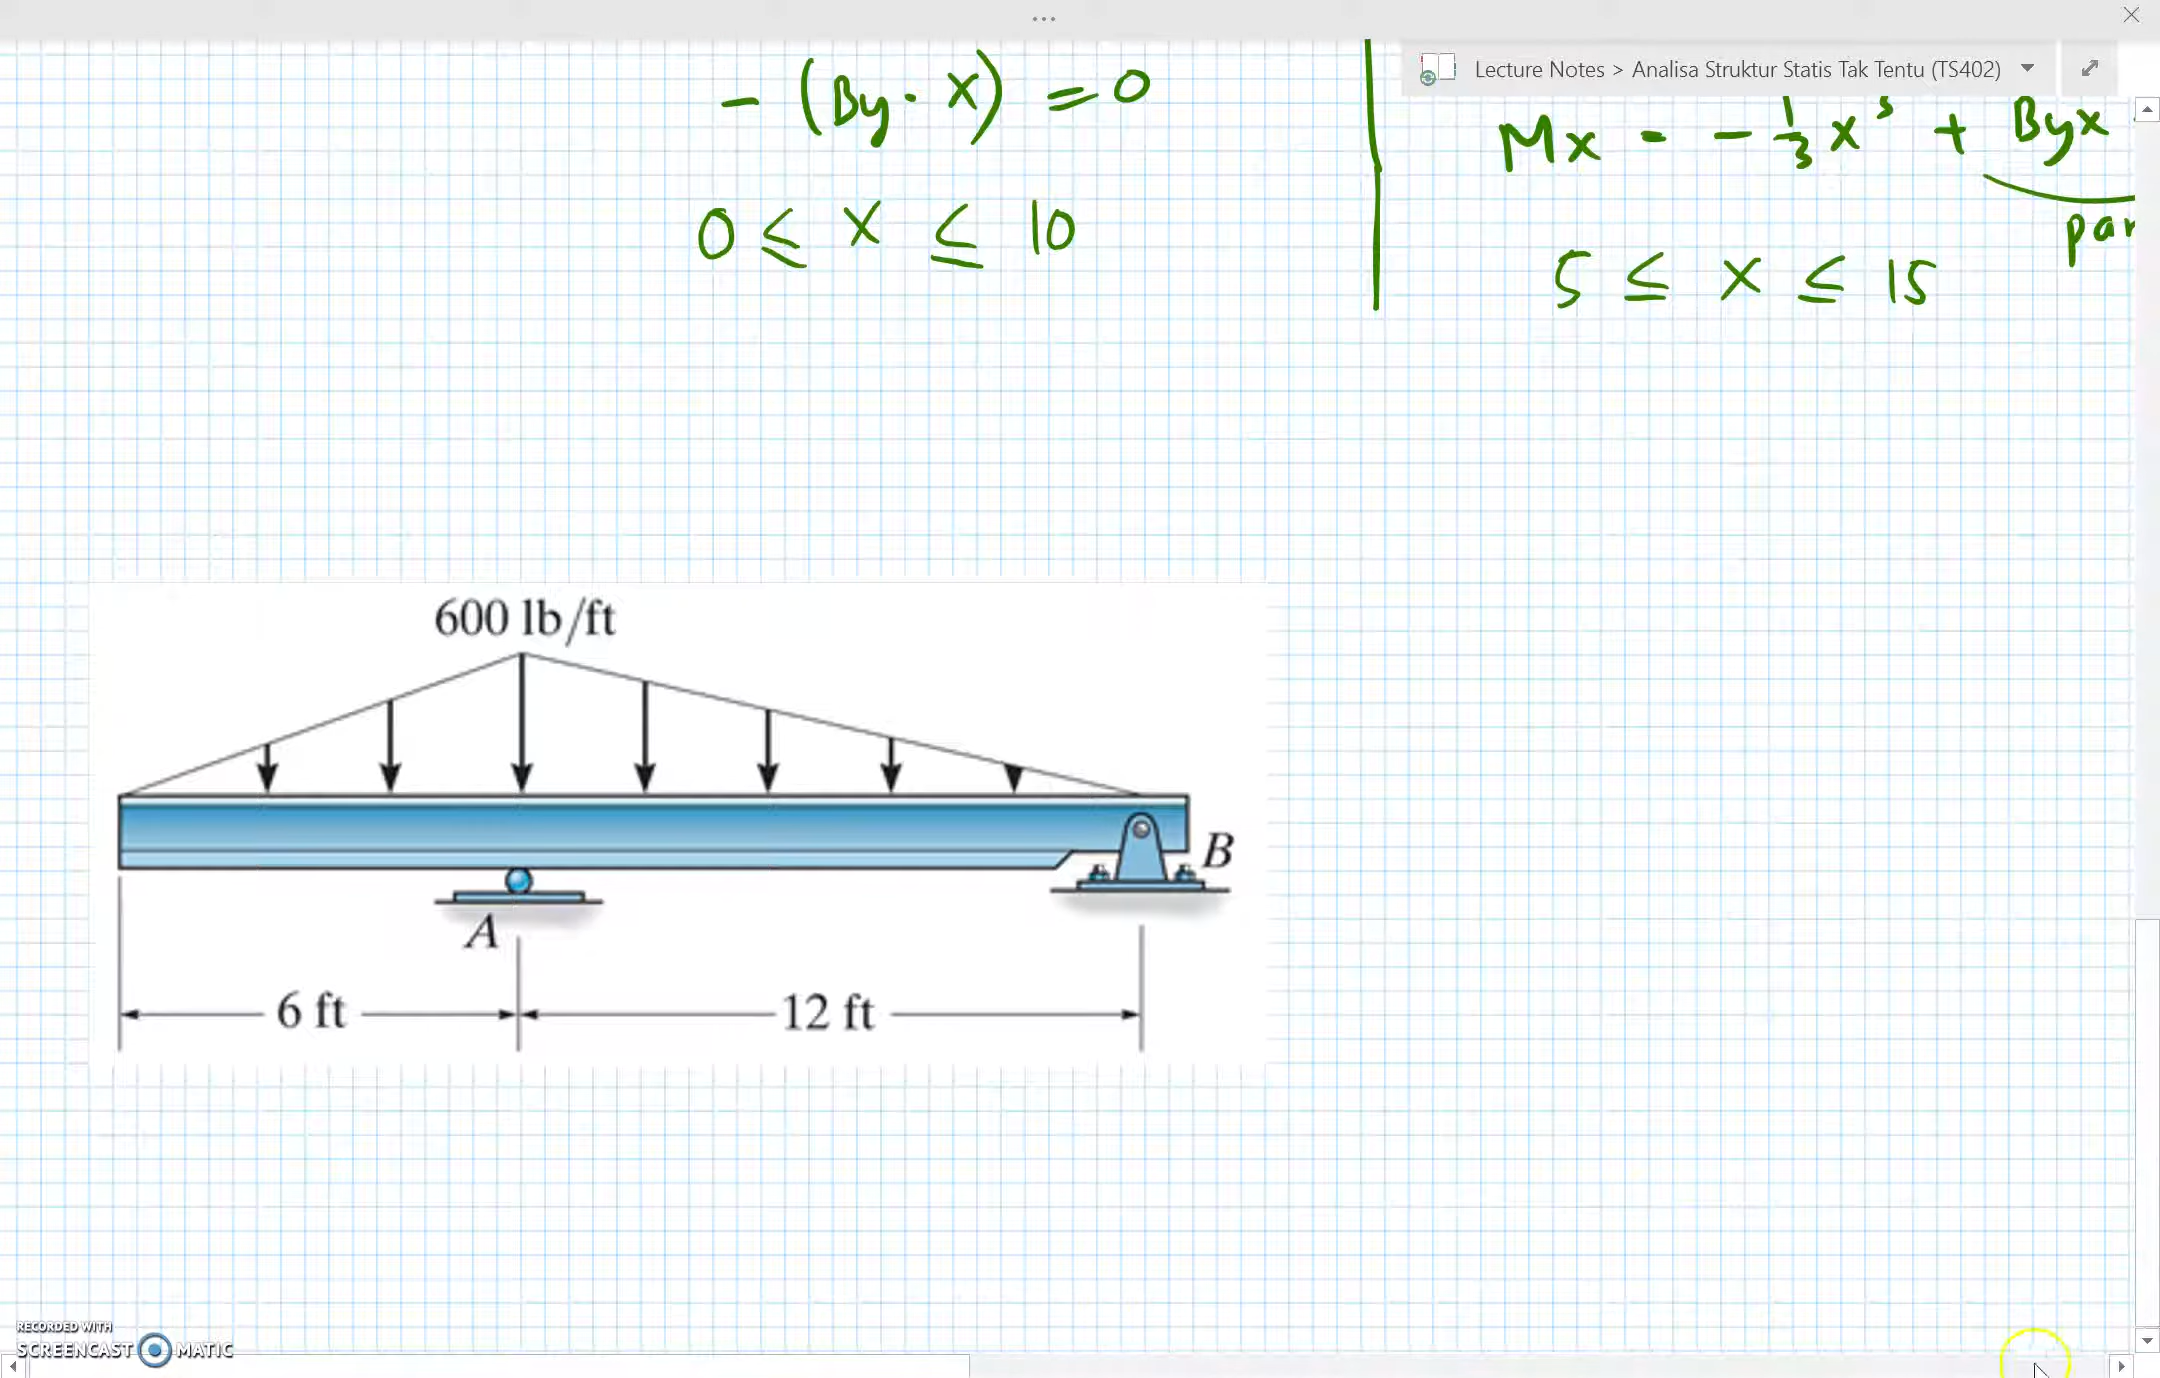 ...
Lecture Notes > Analisa Struktur Statis Tak Tentu (TS402)
- (By · x) = 0
0 ≤ x ≤ 10
Mx = - 1/3 x³ + Byx
par
5 ≤ x ≤ 15
600 lb/ft
B
A
6 ft
12 ft
RECORDED WITH
SCREENCAST MATIC